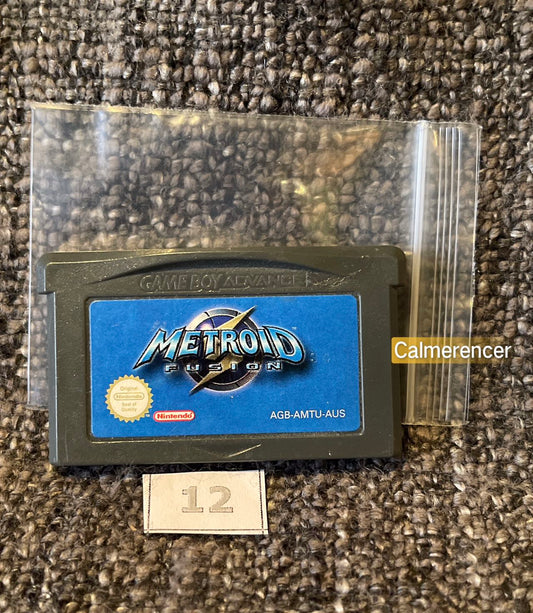 GAME BOY ADVANCE
METROID
FUSION
Original
Nintendo
Seal of
Quality
Nintendo
AGB-AMTU-AUS
Calmerencer
12